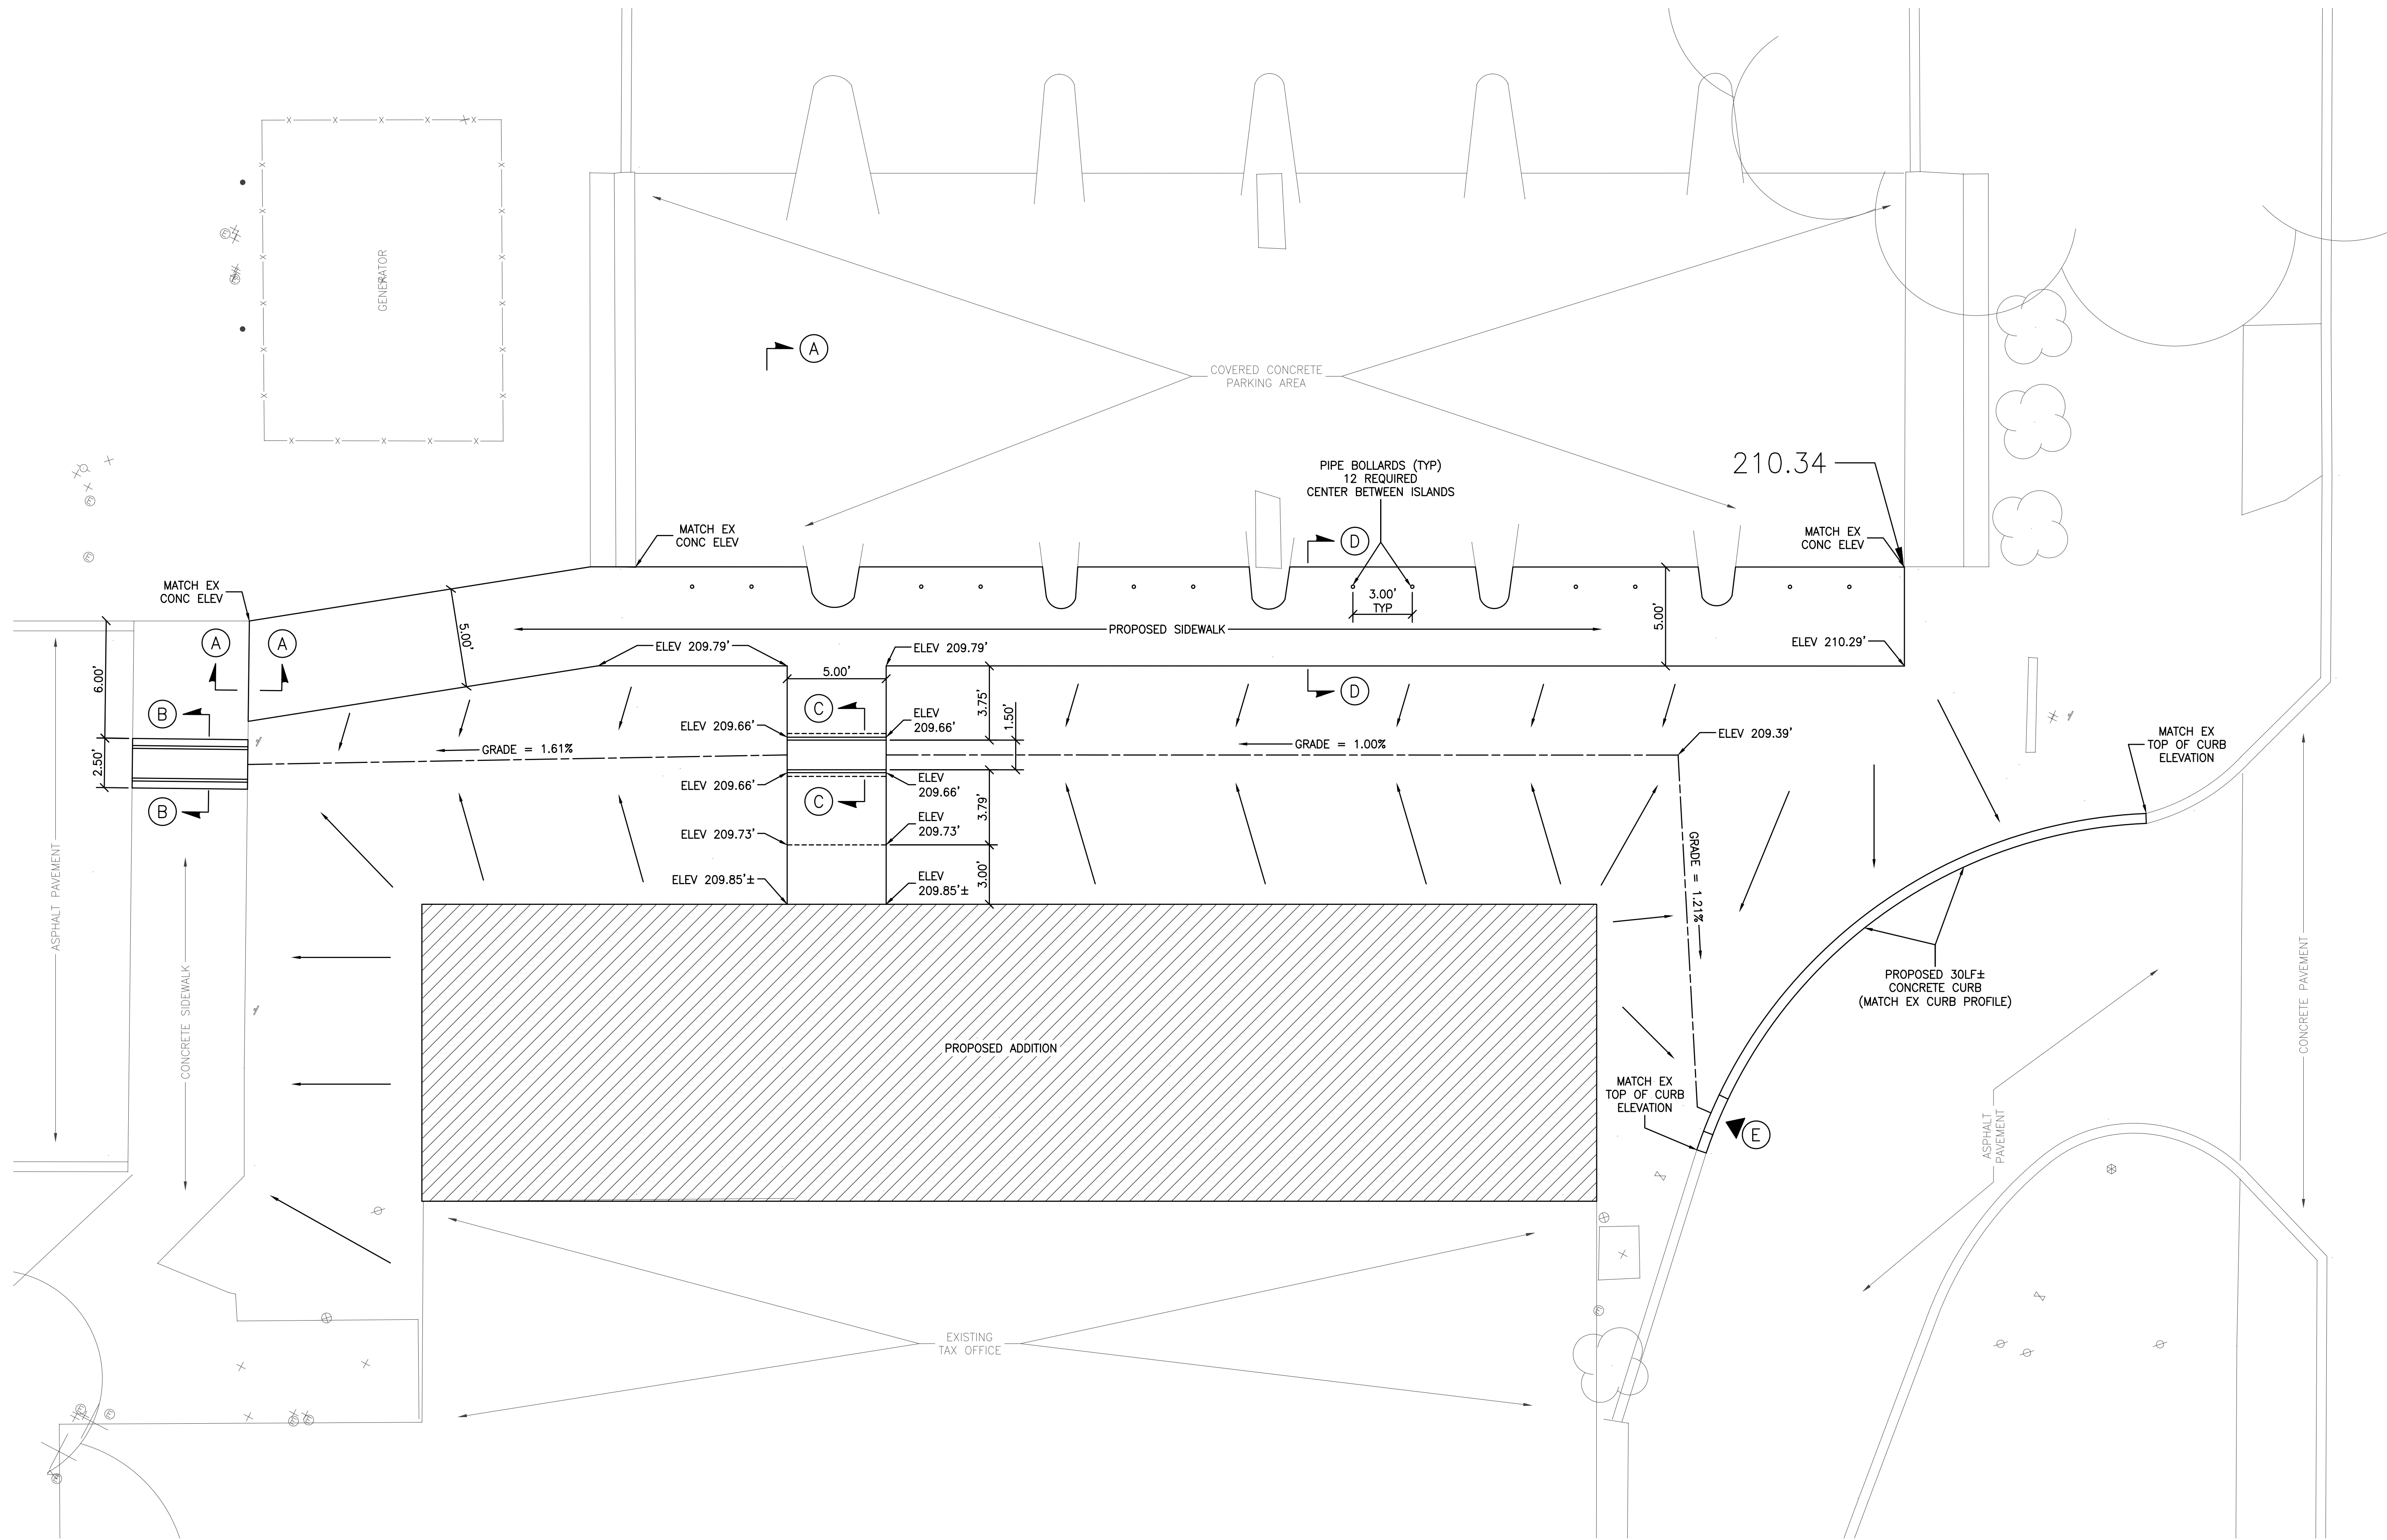 GENERATOR
A
COVERED CONCRETE
PARKING AREA
210.34
PIPE BOLLARDS (TYP)
12 REQUIRED
CENTER BETWEEN ISLANDS
MATCH EX
CONC ELEV
D
MATCH EX
CONC ELEV
MATCH EX
CONC ELEV
3.00'
TYP
5.00'
5.00'
PROPOSED SIDEWALK
ELEV 210.29'
A
A
6.00'
ELEV 209.79'
ELEV 209.79'
5.00'
D
3.75'
1.50'
B
C
ELEV 209.66'
ELEV
209.66'
GRADE = 1.61%
GRADE = 1.00%
ELEV 209.39'
MATCH EX
TOP OF CURB
ELEVATION
2.50'
ELEV 209.66'
ELEV
209.66'
B
C
3.79'
ELEV 209.73'
ELEV
209.73'
GRADE = 1.21%
ELEV 209.85'±
ELEV
209.85'±
3.00'
ASPHALT PAVEMENT
CONCRETE SIDEWALK
PROPOSED 30LF±
CONCRETE CURB
(MATCH EX CURB PROFILE)
CONCRETE PAVEMENT
PROPOSED ADDITION
MATCH EX
TOP OF CURB
ELEVATION
E
ASPHALT
PAVEMENT
EXISTING
TAX OFFICE
E
E
E
E
E
E
E
E
E
E